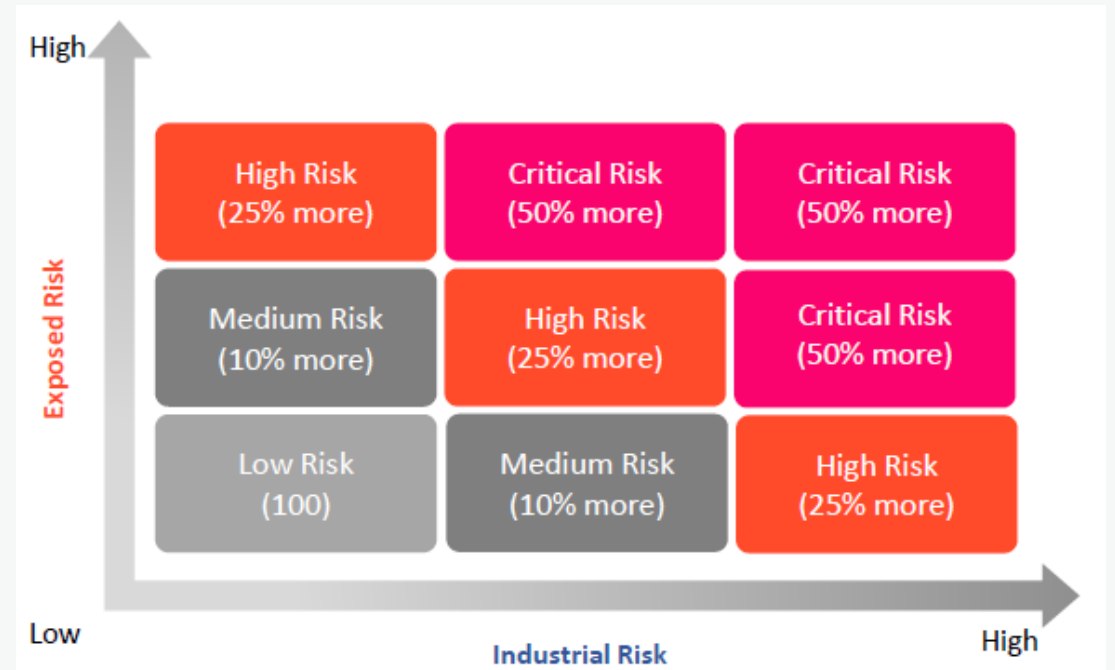 High
High Risk
(25% more)
Critical Risk
(50% more)
Critical Risk
(50% more)
Exposed Risk
Medium Risk
(10% more)
High Risk
(25% more)
Critical Risk
(50% more)
Low Risk
(100)
Medium Risk
(10% more)
High Risk
(25% more)
Low
Industrial Risk
High